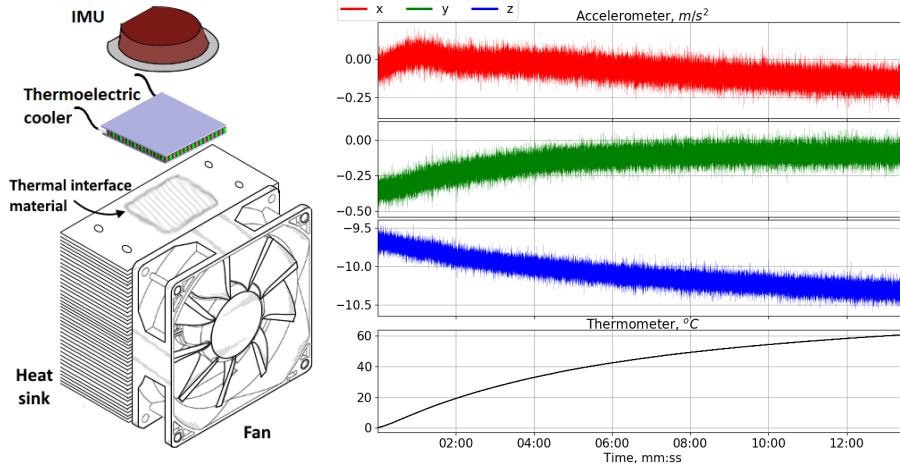 IMU
Thermoelectric
cooler
Thermal interface
material
Heat
sink
Fan
x y z
Accelerometer, m/s²
0.00
−0.25
0.00
−0.25
−0.50
−9.5
−10.0
−10.5
Thermometer, °C
60
40
20
0
02:00 04:00 06:00 08:00 10:00 12:00
Time, mm:ss